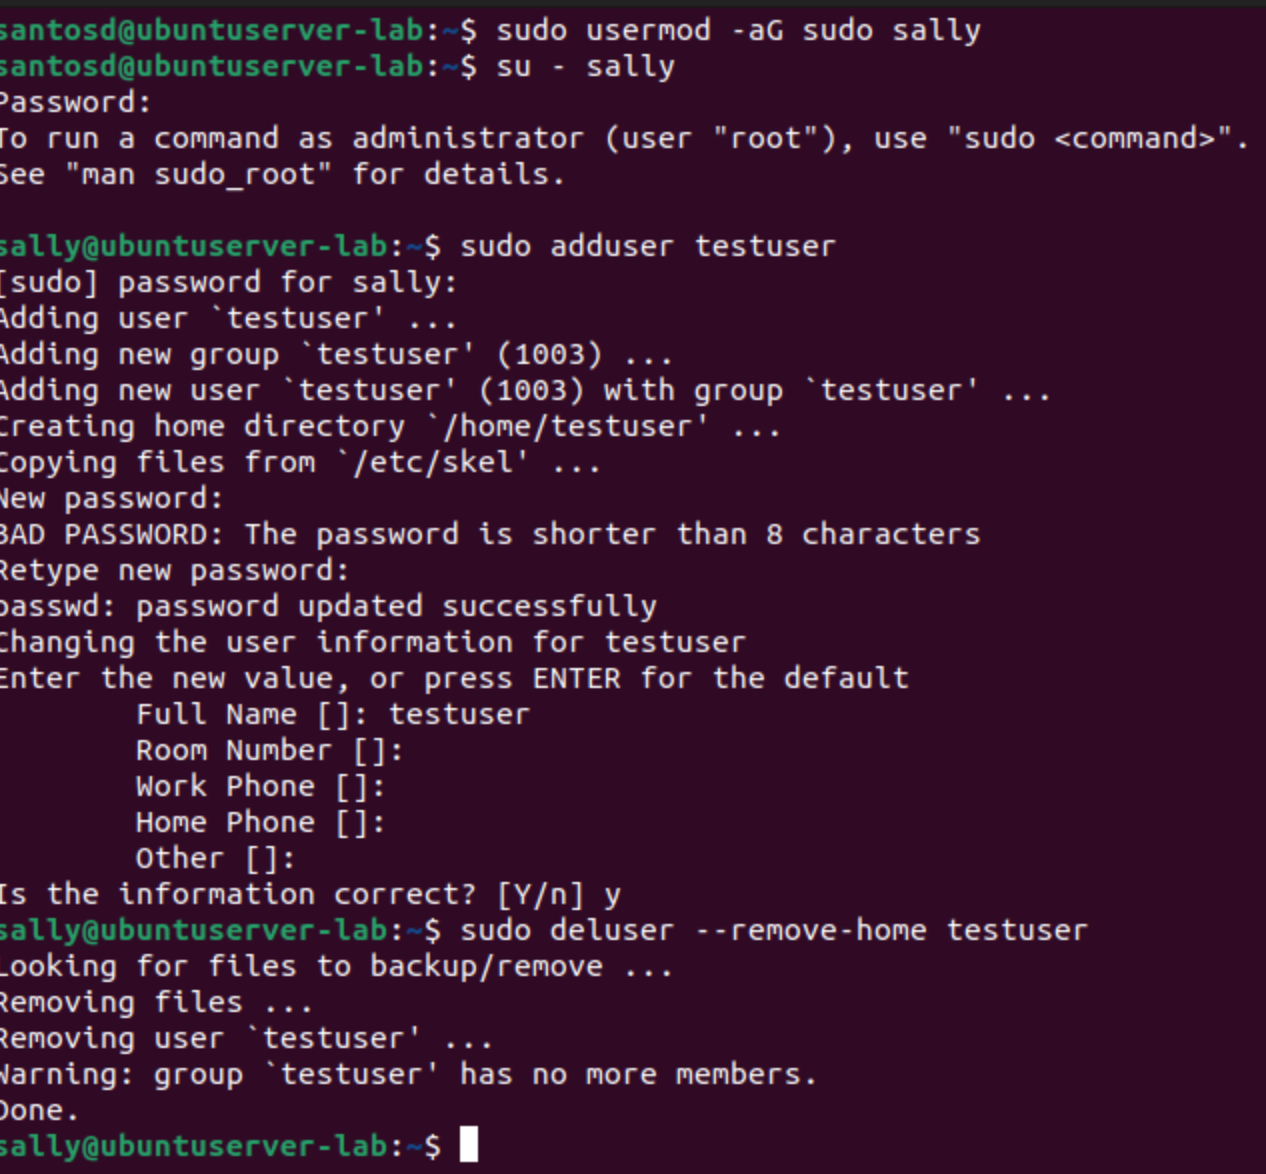 santosd@ubuntuserver-lab:~$ sudo usermod -aG sudo sally
santosd@ubuntuserver-lab:~$ su - sally
Password:
To run a command as administrator (user "root"), use "sudo <command>".
See "man sudo_root" for details.

sally@ubuntuserver-lab:~$ sudo adduser testuser
[sudo] password for sally:
Adding user `testuser' ...
Adding new group `testuser' (1003) ...
Adding new user `testuser' (1003) with group `testuser' ...
Creating home directory `/home/testuser' ...
Copying files from `/etc/skel' ...
New password:
BAD PASSWORD: The password is shorter than 8 characters
Retype new password:
passwd: password updated successfully
Changing the user information for testuser
Enter the new value, or press ENTER for the default
        Full Name []: testuser
        Room Number []:
        Work Phone []:
        Home Phone []:
        Other []:
Is the information correct? [Y/n] y
sally@ubuntuserver-lab:~$ sudo deluser --remove-home testuser
Looking for files to backup/remove ...
Removing files ...
Removing user `testuser' ...
Warning: group `testuser' has no more members.
Done.
sally@ubuntuserver-lab:~$